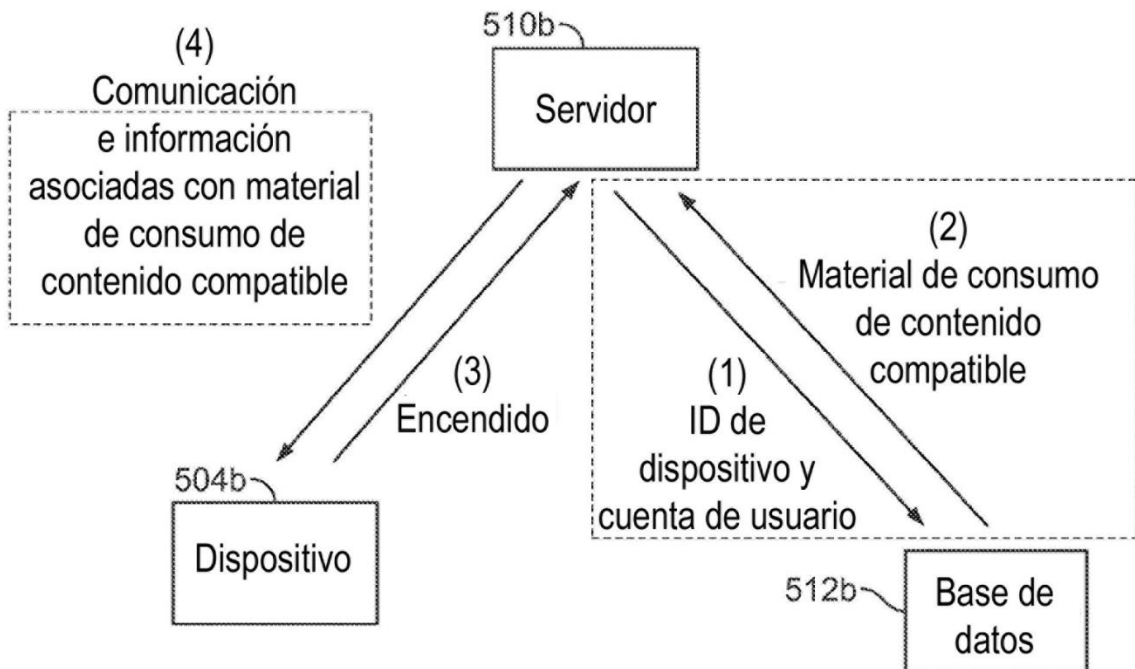 510b
Servidor
(4)
Comunicación
e información
asociadas con material
de consumo de
contenido compatible
(2)
Material de consumo
de contenido
compatible
(3)
Encendido
(1)
ID de
dispositivo y
cuenta de usuario
504b
Dispositivo
512b
Base de
datos